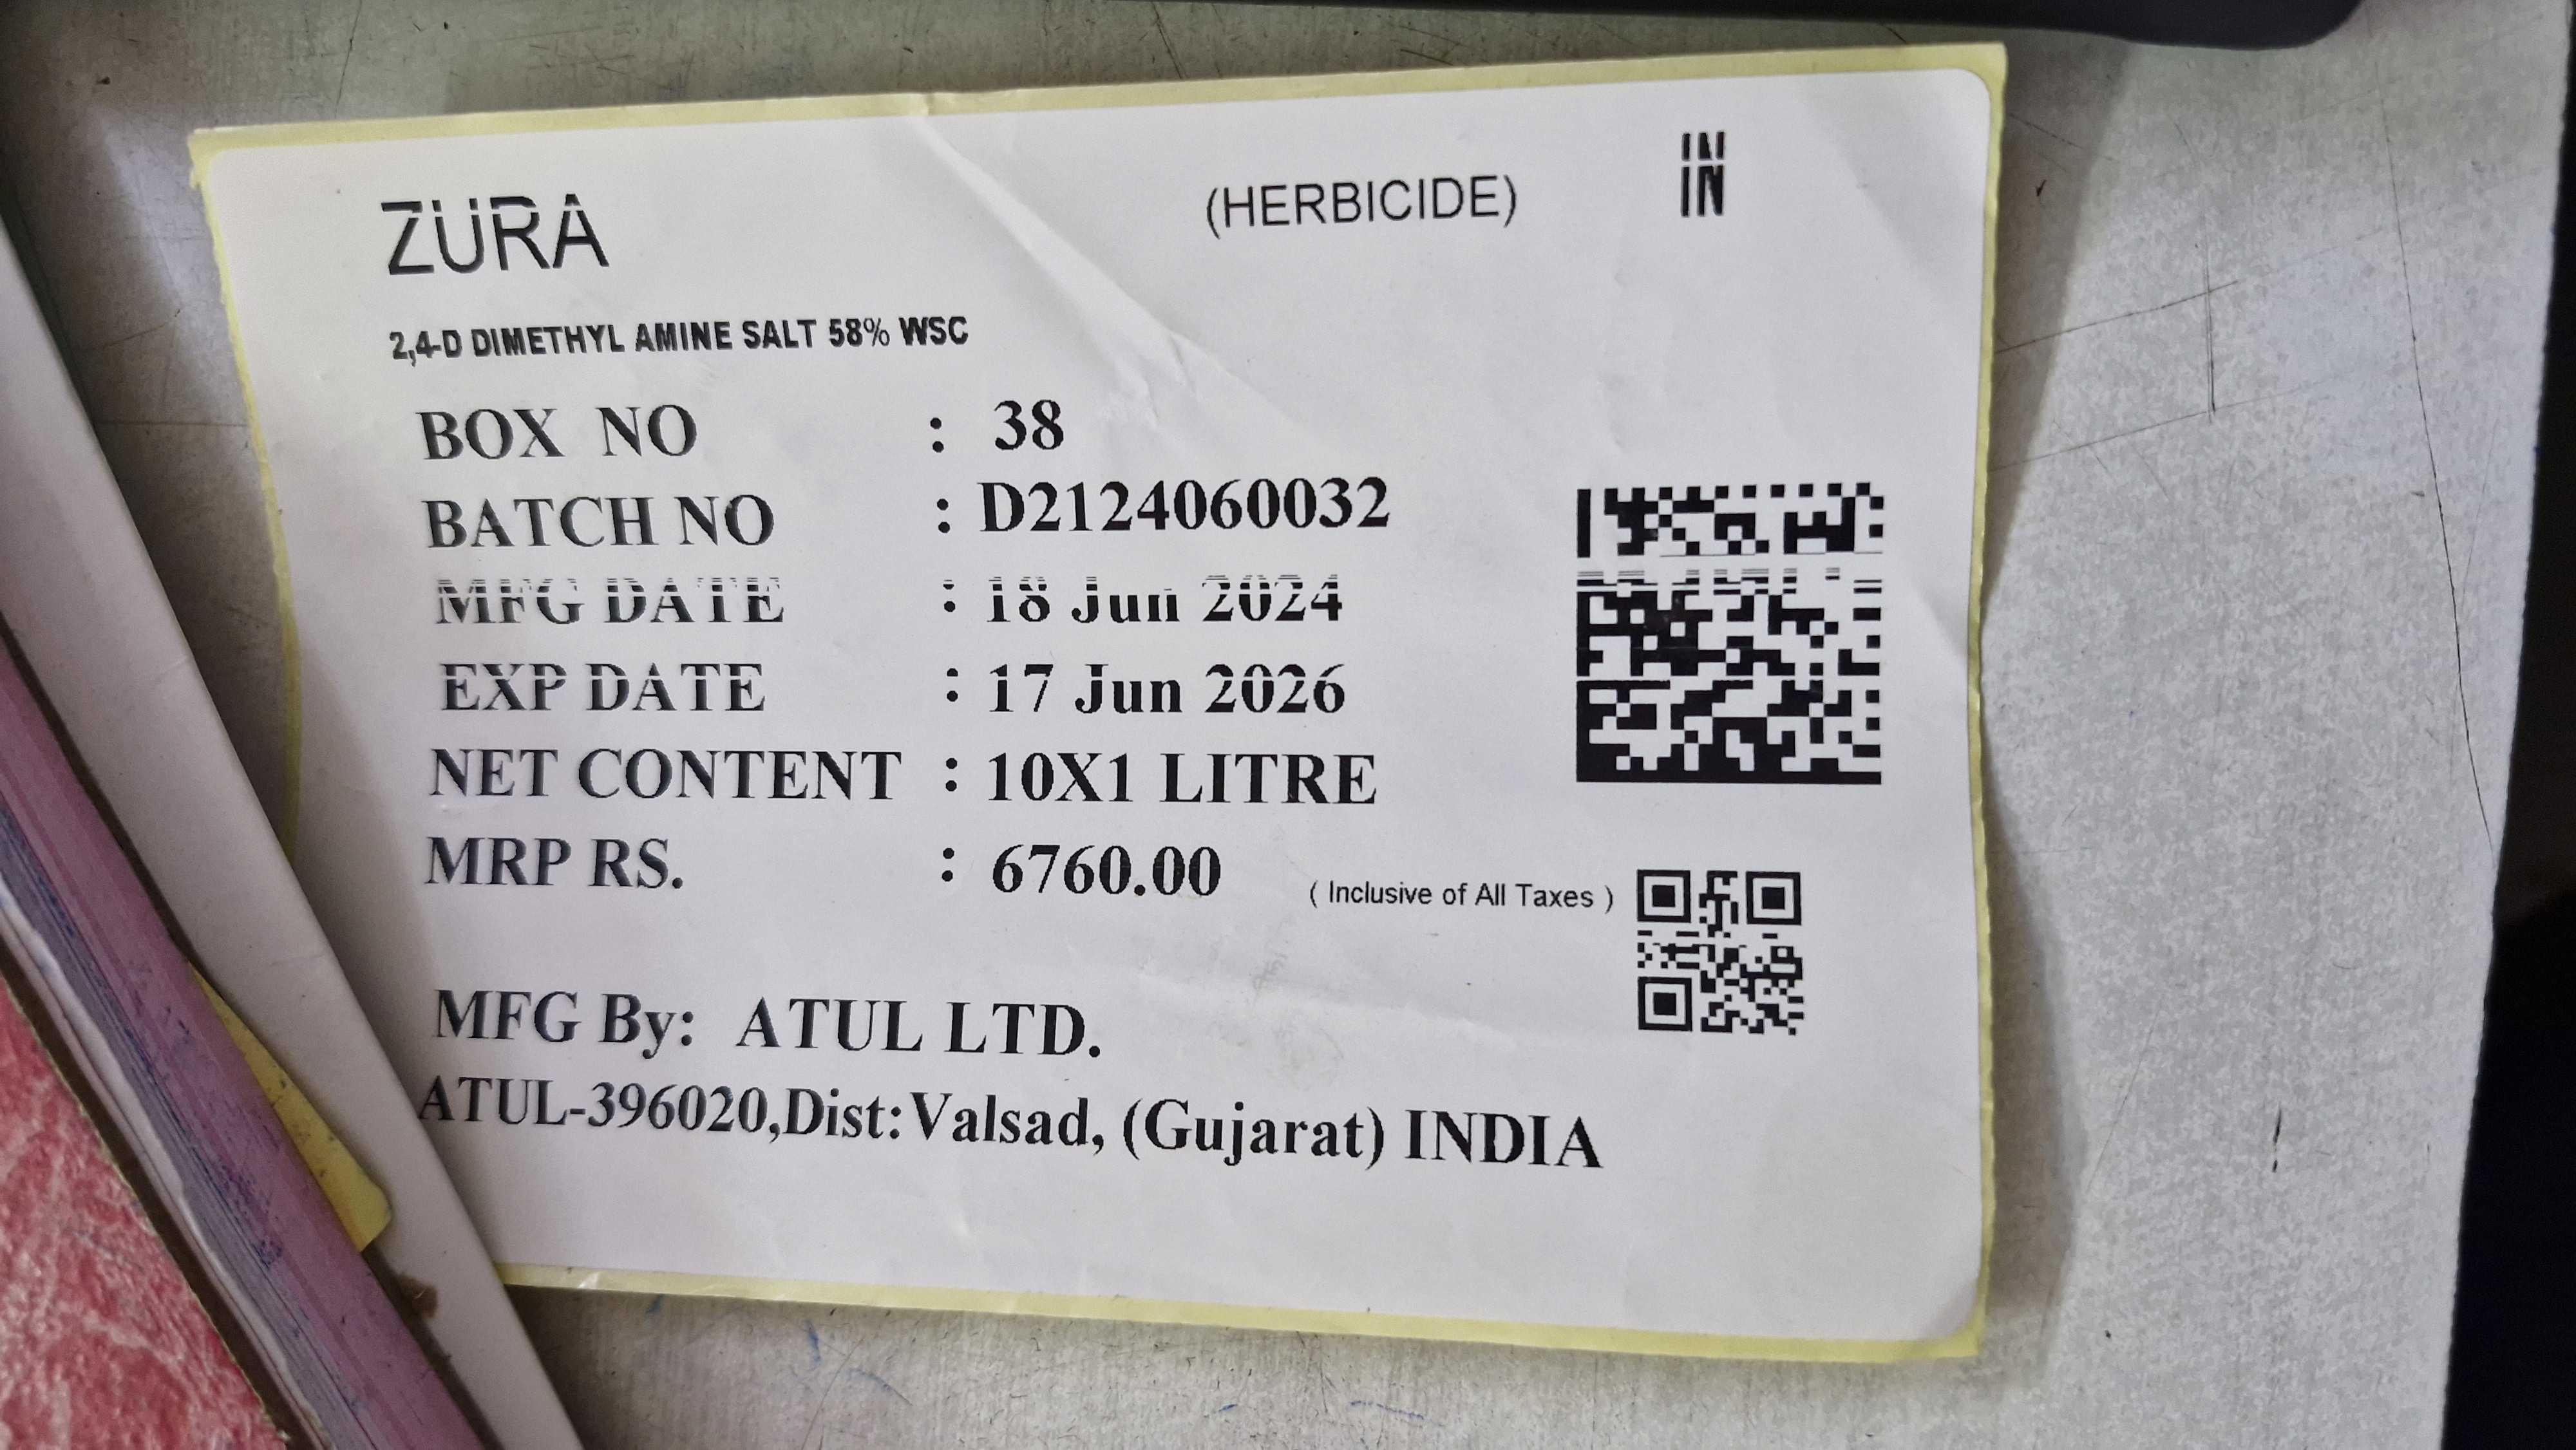 ZURA (HERBICIDE) IN
2,4-D DIMETHYL AMINE SALT 58% WSC
BOX NO : 38
BATCH NO : D2124060032
MFG DATE : 18 Jun 2024
EXP DATE : 17 Jun 2026
NET CONTENT : 10X1 LITRE
MRP RS. : 6760.00 ( Inclusive of All Taxes )
MFG By: ATUL LTD.
ATUL-396020,Dist:Valsad, (Gujarat) INDIA